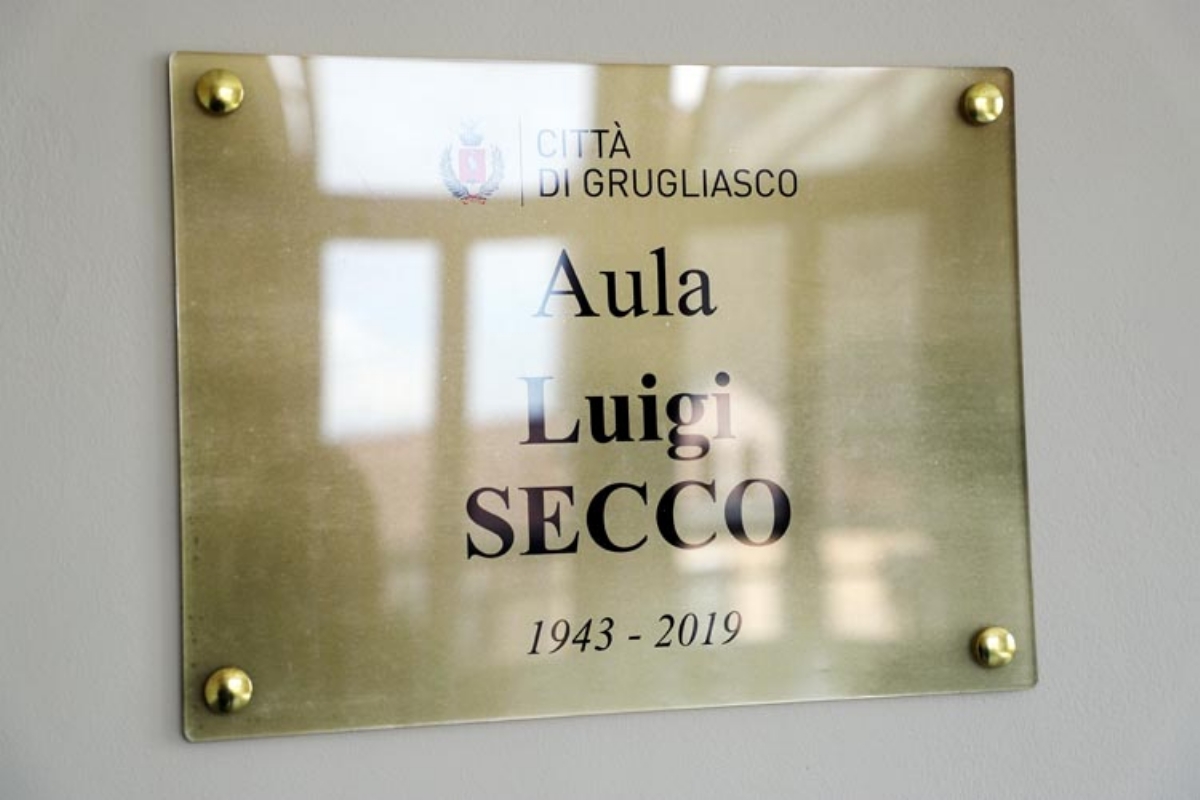 CITTÀ
DI GRUGLIASCO
Aula
Luigi
SECCO
1943 - 2019